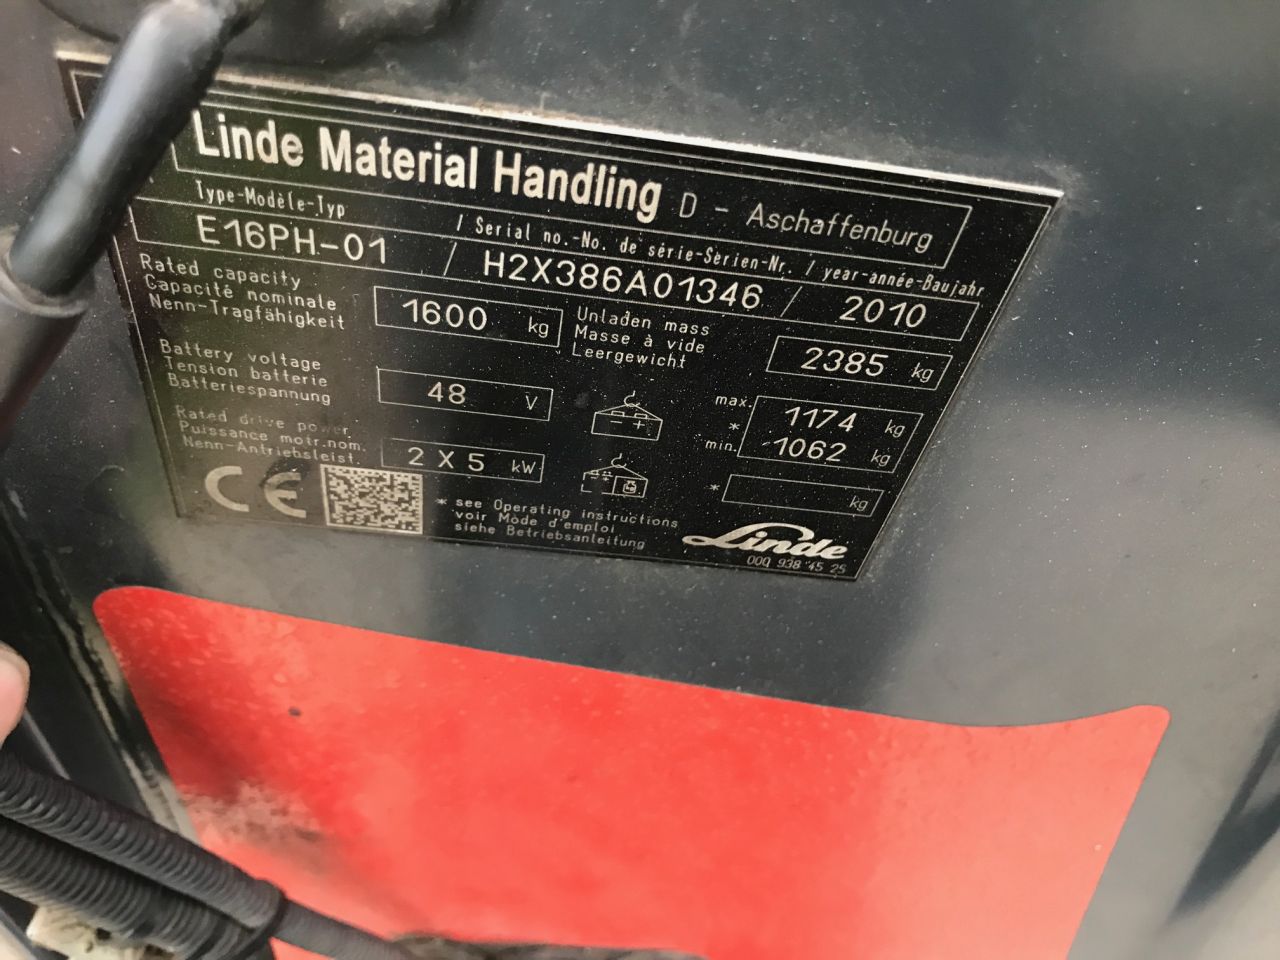 Linde Material Handling D - Aschaffenburg
Type-Modèle-Typ / Serial no.-No. de série-Serien-Nr. / year-année-Baujahr
E16PH-01 / H2X386A01346 / 2010
Rated capacity
Capacité nominale
Nenn-Tragfähigkeit
1600 kg
Unladen mass
Masse à vide
Leergewicht
2385 kg
Battery voltage
Tension batterie
Batteriespannung
48 V
- +
max. 1174 kg
*
min. 1062 kg
Rated drive power
Puissance motr.nom.
Nenn-Antriebsleist.
2 X 5 kW
* kg
CE
* see Operating instructions
voir Mode d'emploi
siehe Betriebsanleitung
Linde
000 938 45 25